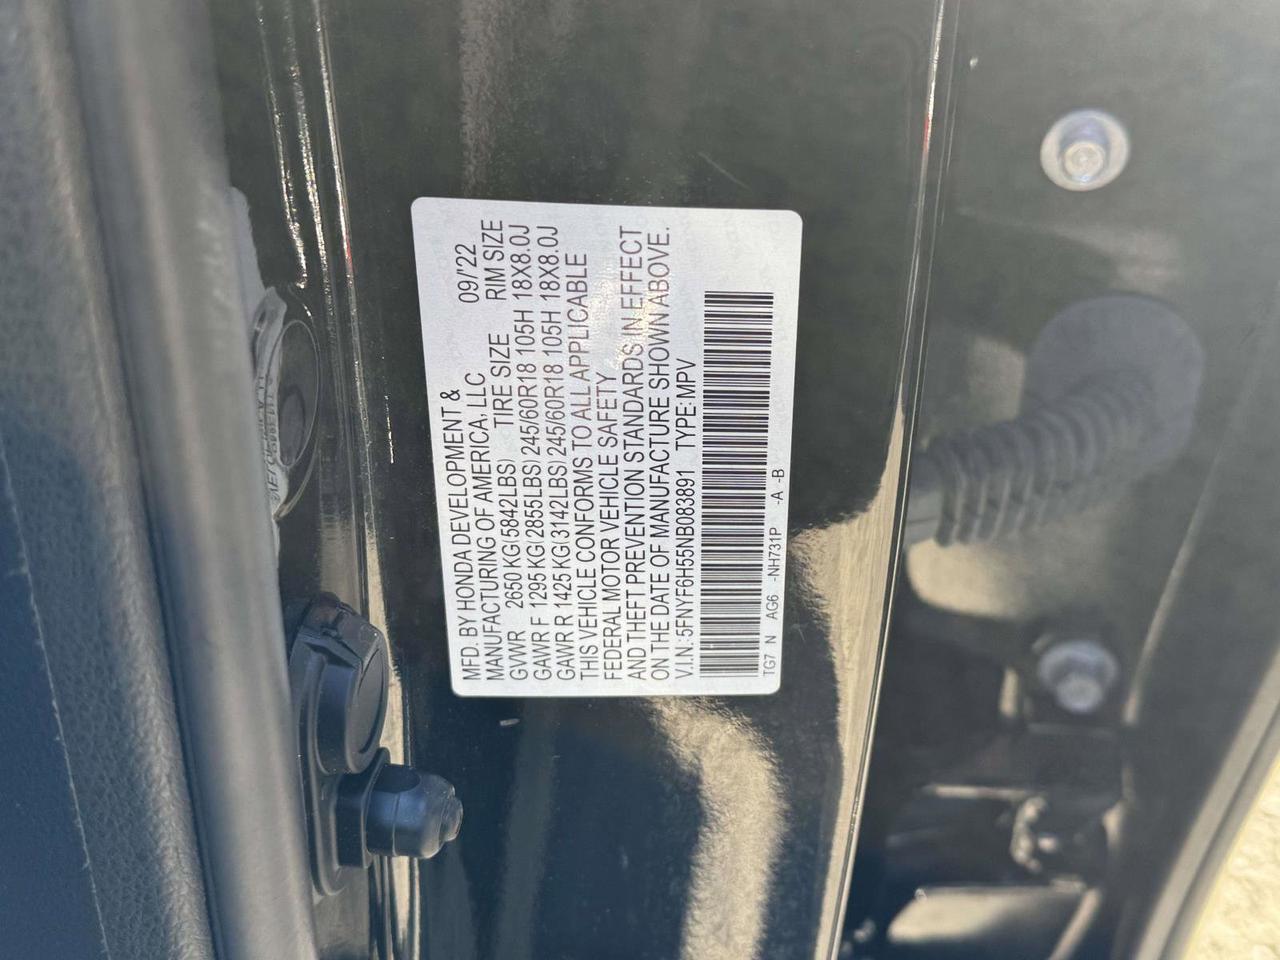 MFD. BY HONDA DEVELOPMENT & 09/'22
MANUFACTURING OF AMERICA, LLC
GVWR 2650 KG(5842LBS) TIRE SIZE RIM SIZE
GAWR F 1295 KG(2855LBS) 245/60R18 105H 18X8.0J
GAWR R 1425 KG(3142LBS) 245/60R18 105H 18X8.0J
THIS VEHICLE CONFORMS TO ALL APPLICABLE
FEDERAL MOTOR VEHICLE SAFETY
AND THEFT PREVENTION STANDARDS IN EFFECT
ON THE DATE OF MANUFACTURE SHOWN ABOVE.
V.I.N.:5FNYF6H55NB083891 TYPE:MPV
TG7 N AG6 -NH731P -A -B